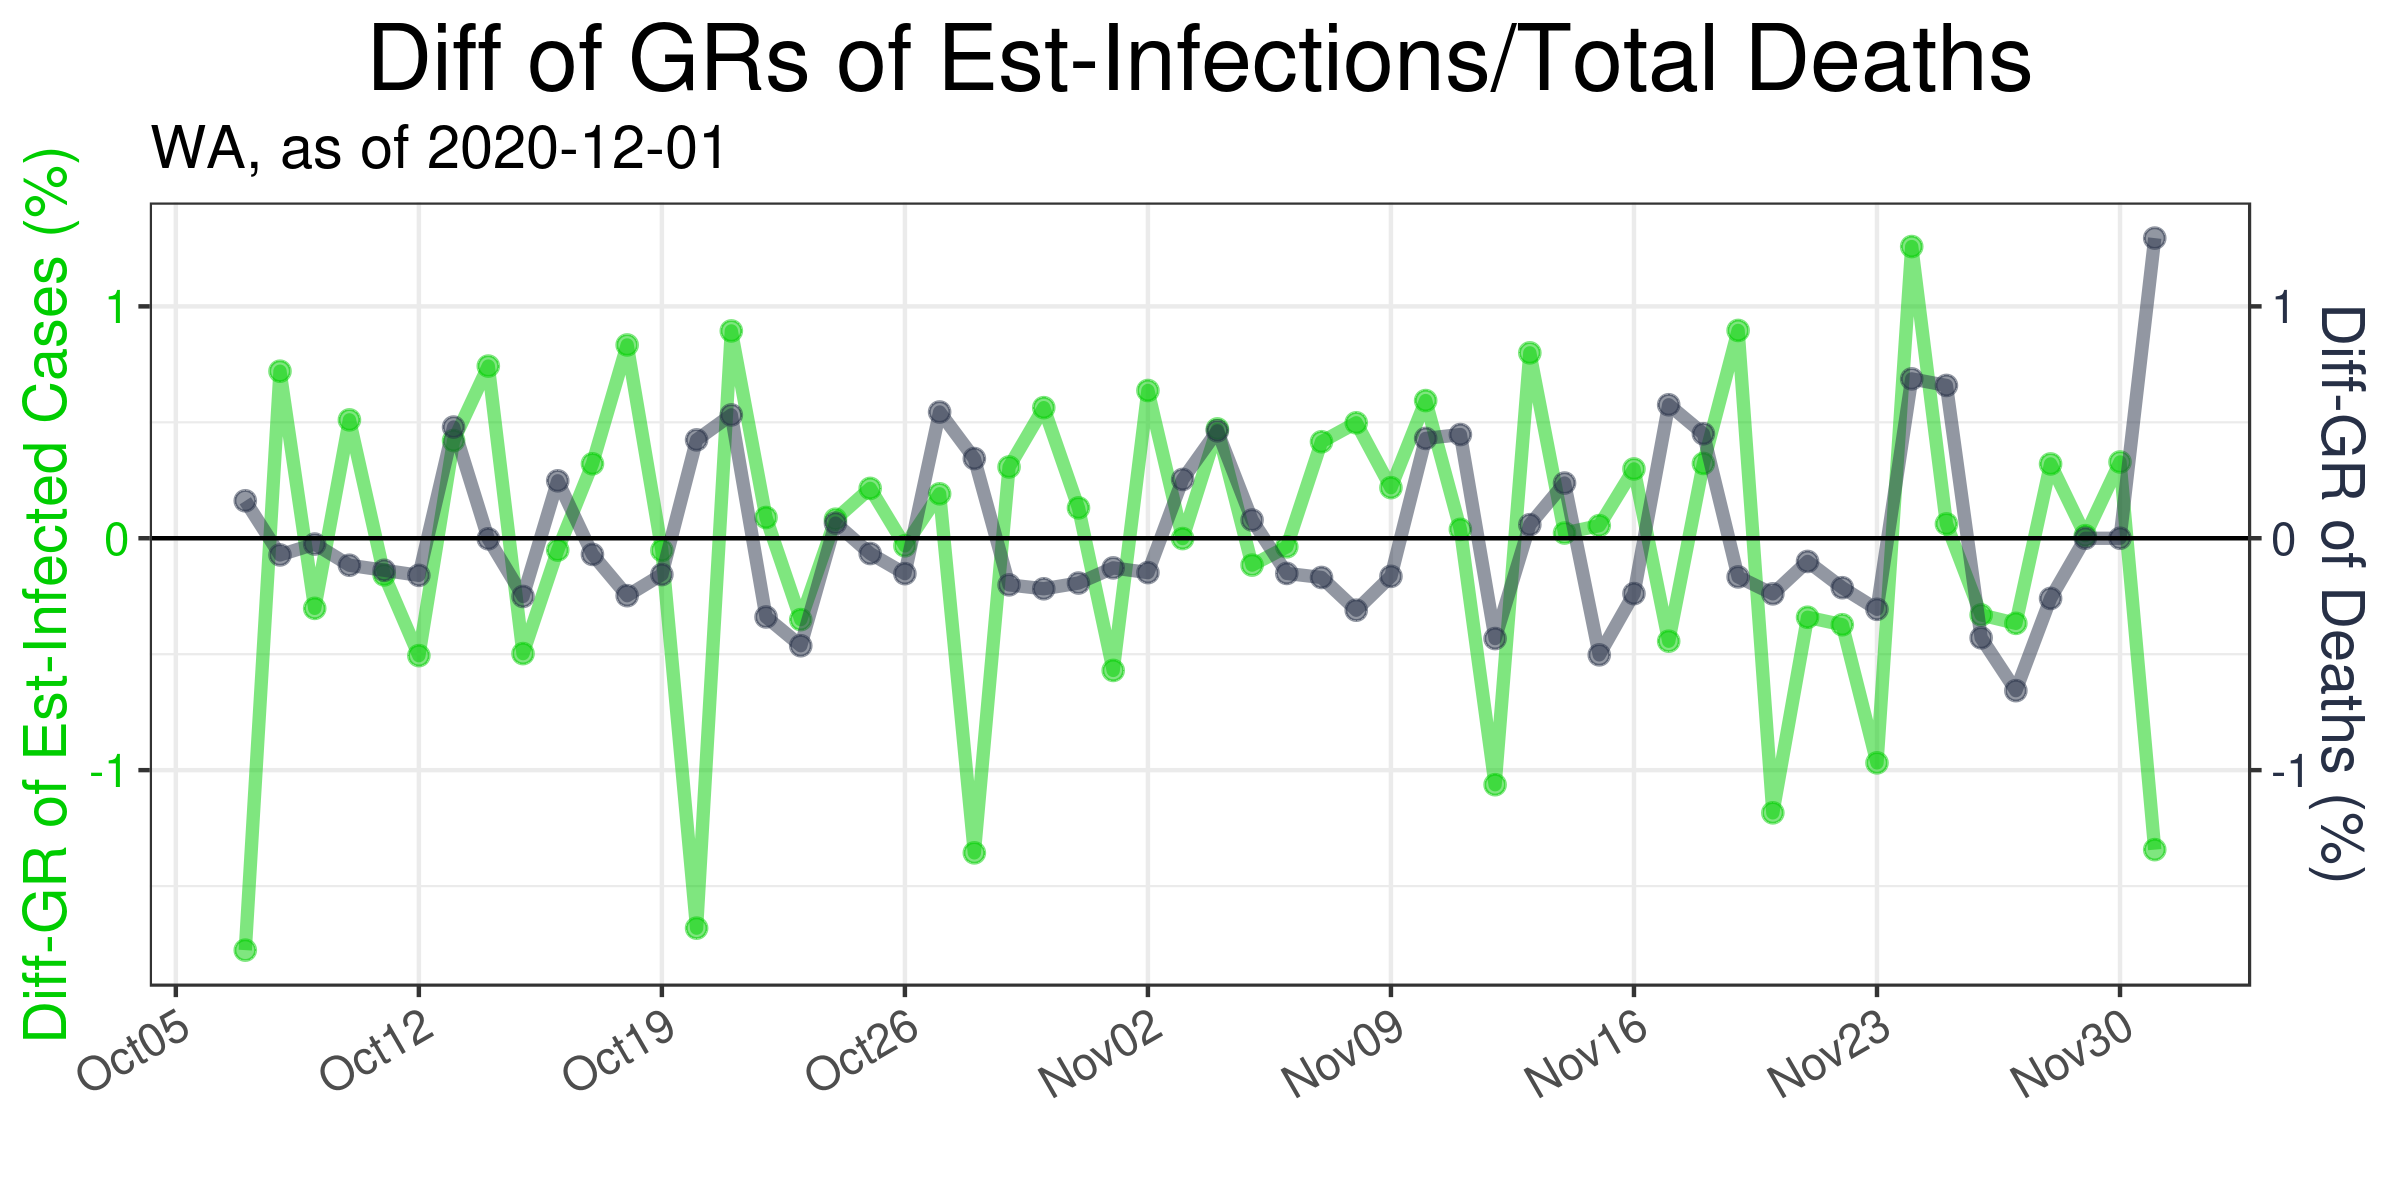 Diff of GRs of Est-Infections/Total Deaths
WA, as of 2020-12-01
Diff-GR of Est-Infected Cases (%)
1
0
-1
1
0
-1
Diff-GR of Deaths (%)
Oct05 Oct12 Oct19 Oct26 Nov02 Nov09 Nov16 Nov23 Nov30